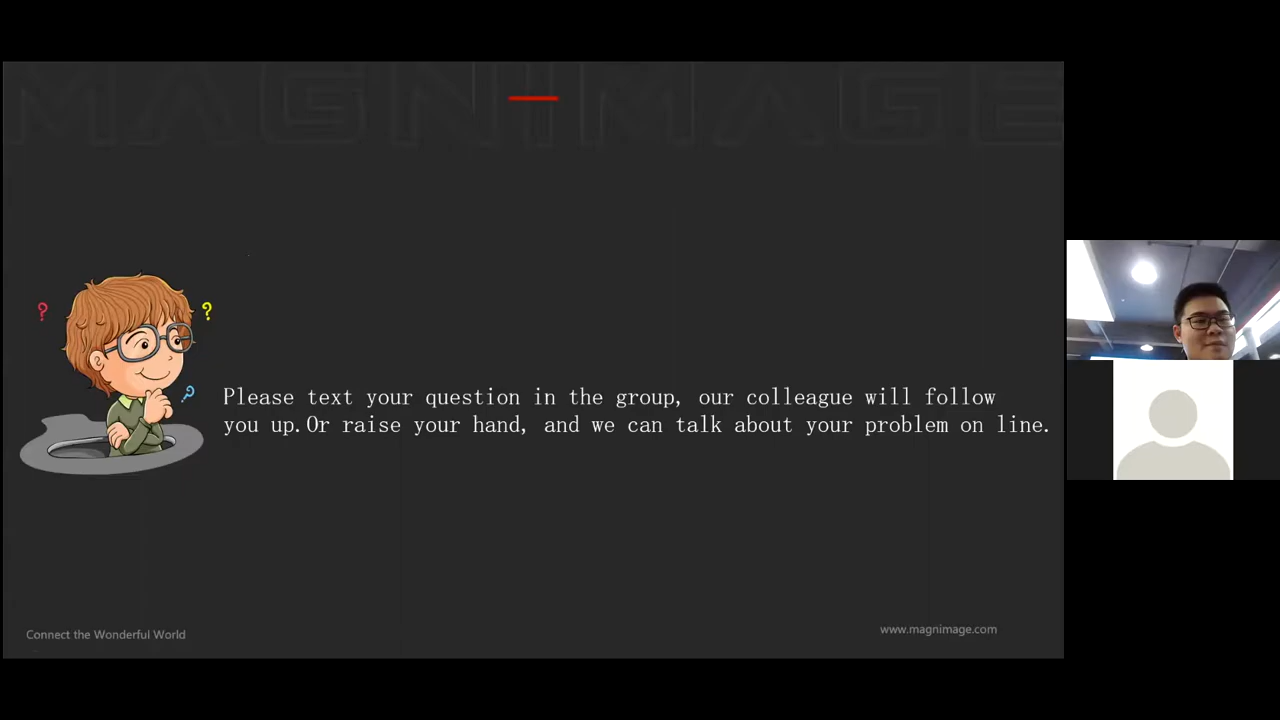 MAGNIMAGE
?
?
?
Please text your question in the group, our colleague will follow
you up.Or raise your hand, and we can talk about your problem on line.
Connect the Wonderful World
www.magnimage.com